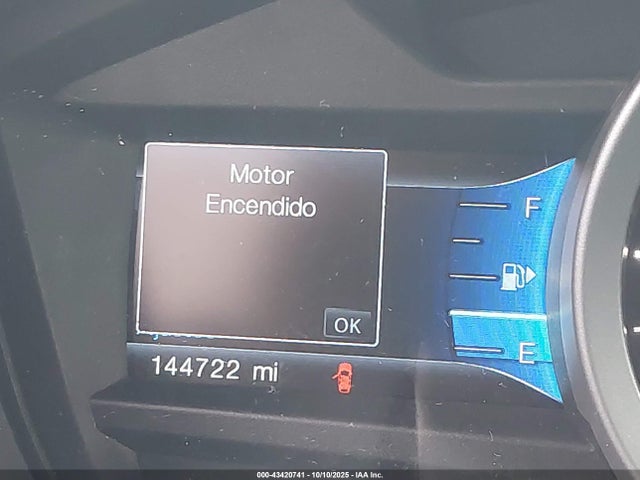 Motor
Encendido
F
OK
E
144722 mi
000-43420741 - 10/10/2025 - IAA Inc.